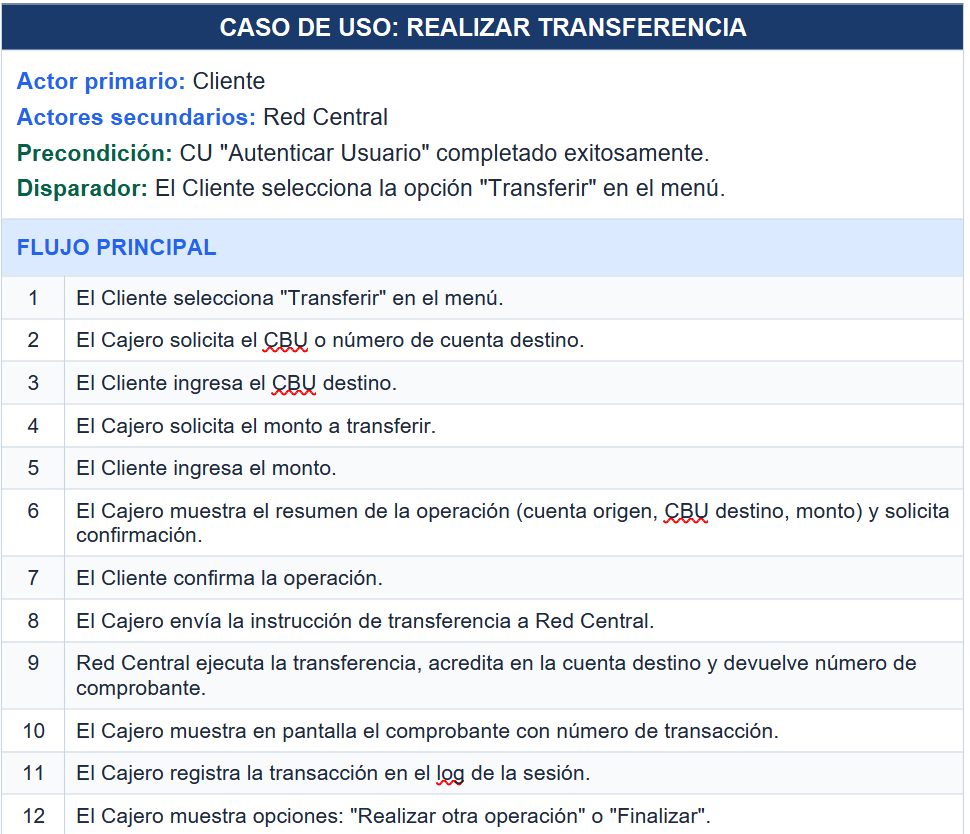 CASO DE USO: REALIZAR TRANSFERENCIA
Actor primario: Cliente
Actores secundarios: Red Central
Precondición: CU "Autenticar Usuario" completado exitosamente.
Disparador: El Cliente selecciona la opción "Transferir" en el menú.
FLUJO PRINCIPAL
1 El Cliente selecciona "Transferir" en el menú.
2 El Cajero solicita el CBU o número de cuenta destino.
3 El Cliente ingresa el CBU destino.
4 El Cajero solicita el monto a transferir.
5 El Cliente ingresa el monto.
6 El Cajero muestra el resumen de la operación (cuenta origen, CBU destino, monto) y solicita
confirmación.
7 El Cliente confirma la operación.
8 El Cajero envía la instrucción de transferencia a Red Central.
9 Red Central ejecuta la transferencia, acredita en la cuenta destino y devuelve número de
comprobante.
10 El Cajero muestra en pantalla el comprobante con número de transacción.
11 El Cajero registra la transacción en el log de la sesión.
12 El Cajero muestra opciones: "Realizar otra operación" o "Finalizar".